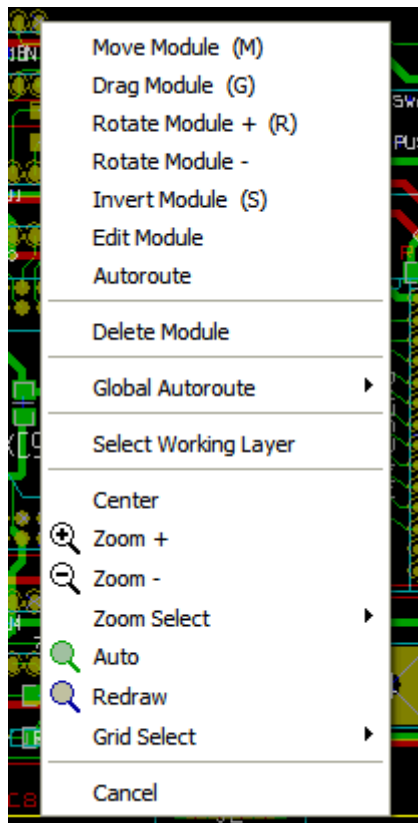 Move Module (M)
Drag Module (G)
Rotate Module + (R)
Rotate Module -
Invert Module (S)
Edit Module
Autoroute
Delete Module
Global Autoroute
Select Working Layer
Center
Zoom +
Zoom -
Zoom Select
Auto
Redraw
Grid Select
Cancel